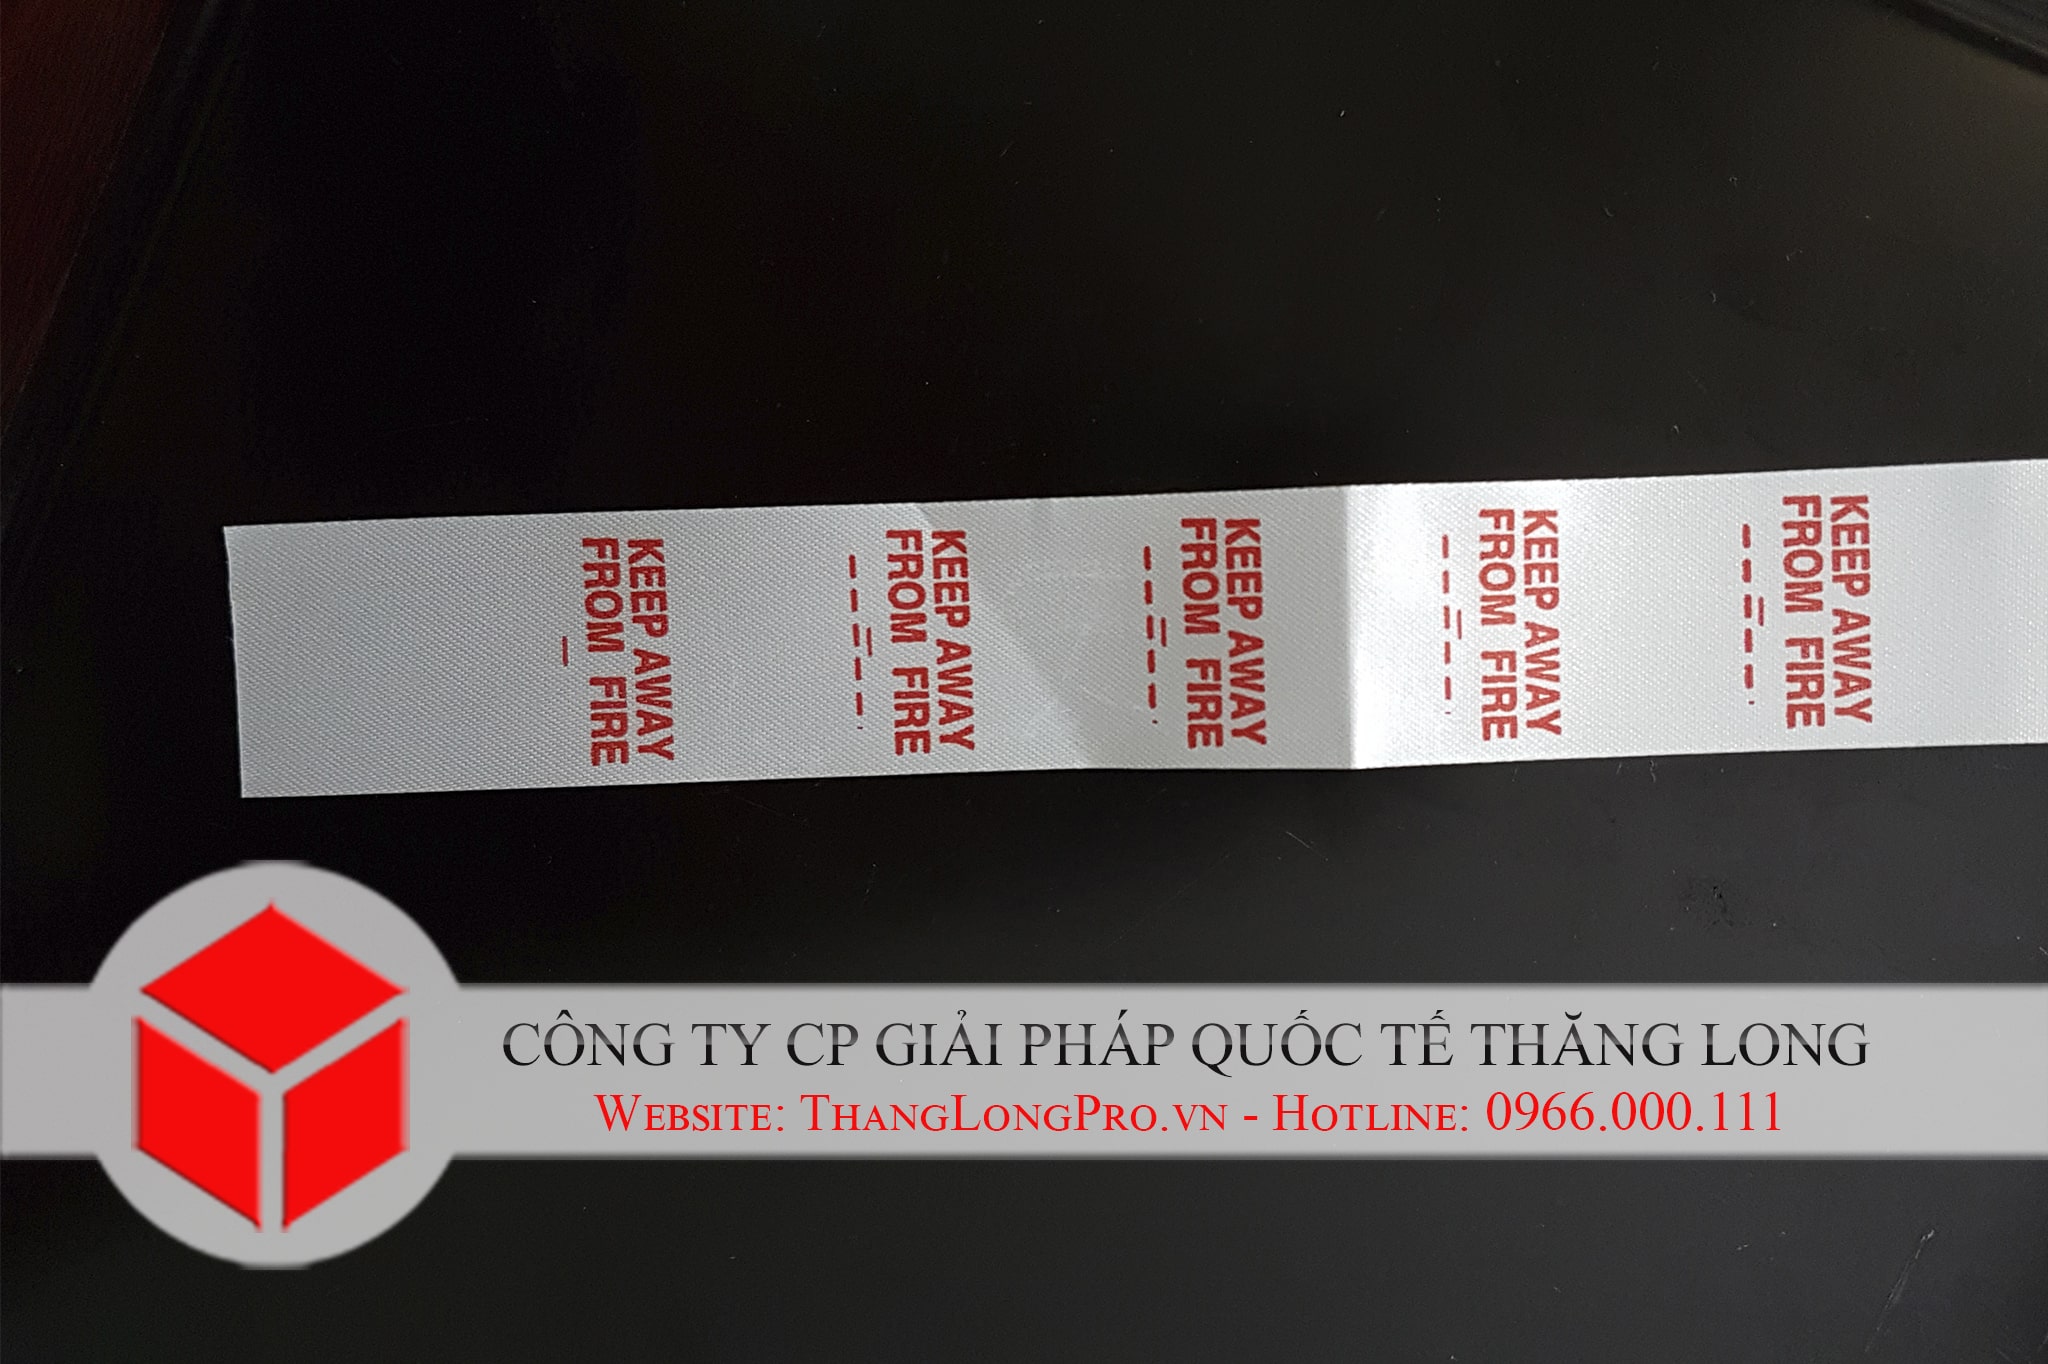 KEEP AWAY
FROM FIRE
KEEP AWAY
FROM FIRE
KEEP AWAY
FROM FIRE
KEEP AWAY
FROM FIRE
KEEP AWAY
FROM FIRE
CÔNG TY CP GIẢI PHÁP QUỐC TẾ THĂNG LONG
WEBSITE: THANGLONGPRO.VN - HOTLINE: 0966.000.111